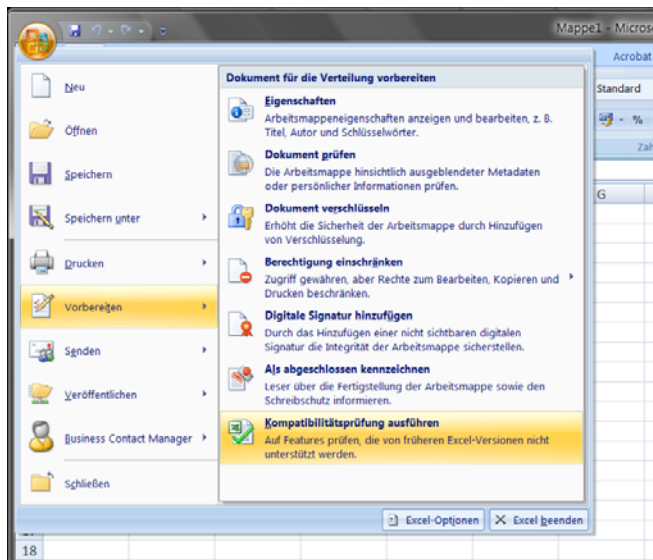 Mappe1 - Micros
Acrobat
Neu
Öffnen
Speichern
Speichern unter
Drucken
Vorbereiten
Senden
Veröffentlichen
Business Contact Manager
Schließen
Dokument für die Verteilung vorbereiten
Eigenschaften
Arbeitsmappeneigenschaften anzeigen und bearbeiten, z. B.
Titel, Autor und Schlüsselwörter.
Dokument prüfen
Die Arbeitsmappe hinsichtlich ausgeblendeter Metadaten
oder persönlicher Informationen prüfen.
Dokument verschlüsseln
Erhöht die Sicherheit der Arbeitsmappe durch Hinzufügen
von Verschlüsselung.
Berechtigung einschränken
Zugriff gewähren, aber Rechte zum Bearbeiten, Kopieren und
Drucken beschränken.
Digitale Signatur hinzufügen
Durch das Hinzufügen einer nicht sichtbaren digitalen
Signatur die Integrität der Arbeitsmappe sicherstellen.
Als abgeschlossen kennzeichnen
Leser über die Fertigstellung der Arbeitsmappe sowie den
Schreibschutz informieren.
Kompatibilitätsprüfung ausführen
Auf Features prüfen, die von früheren Excel-Versionen nicht
unterstützt werden.
Standard
%
Zah
G
Excel-Optionen
Excel beenden
18